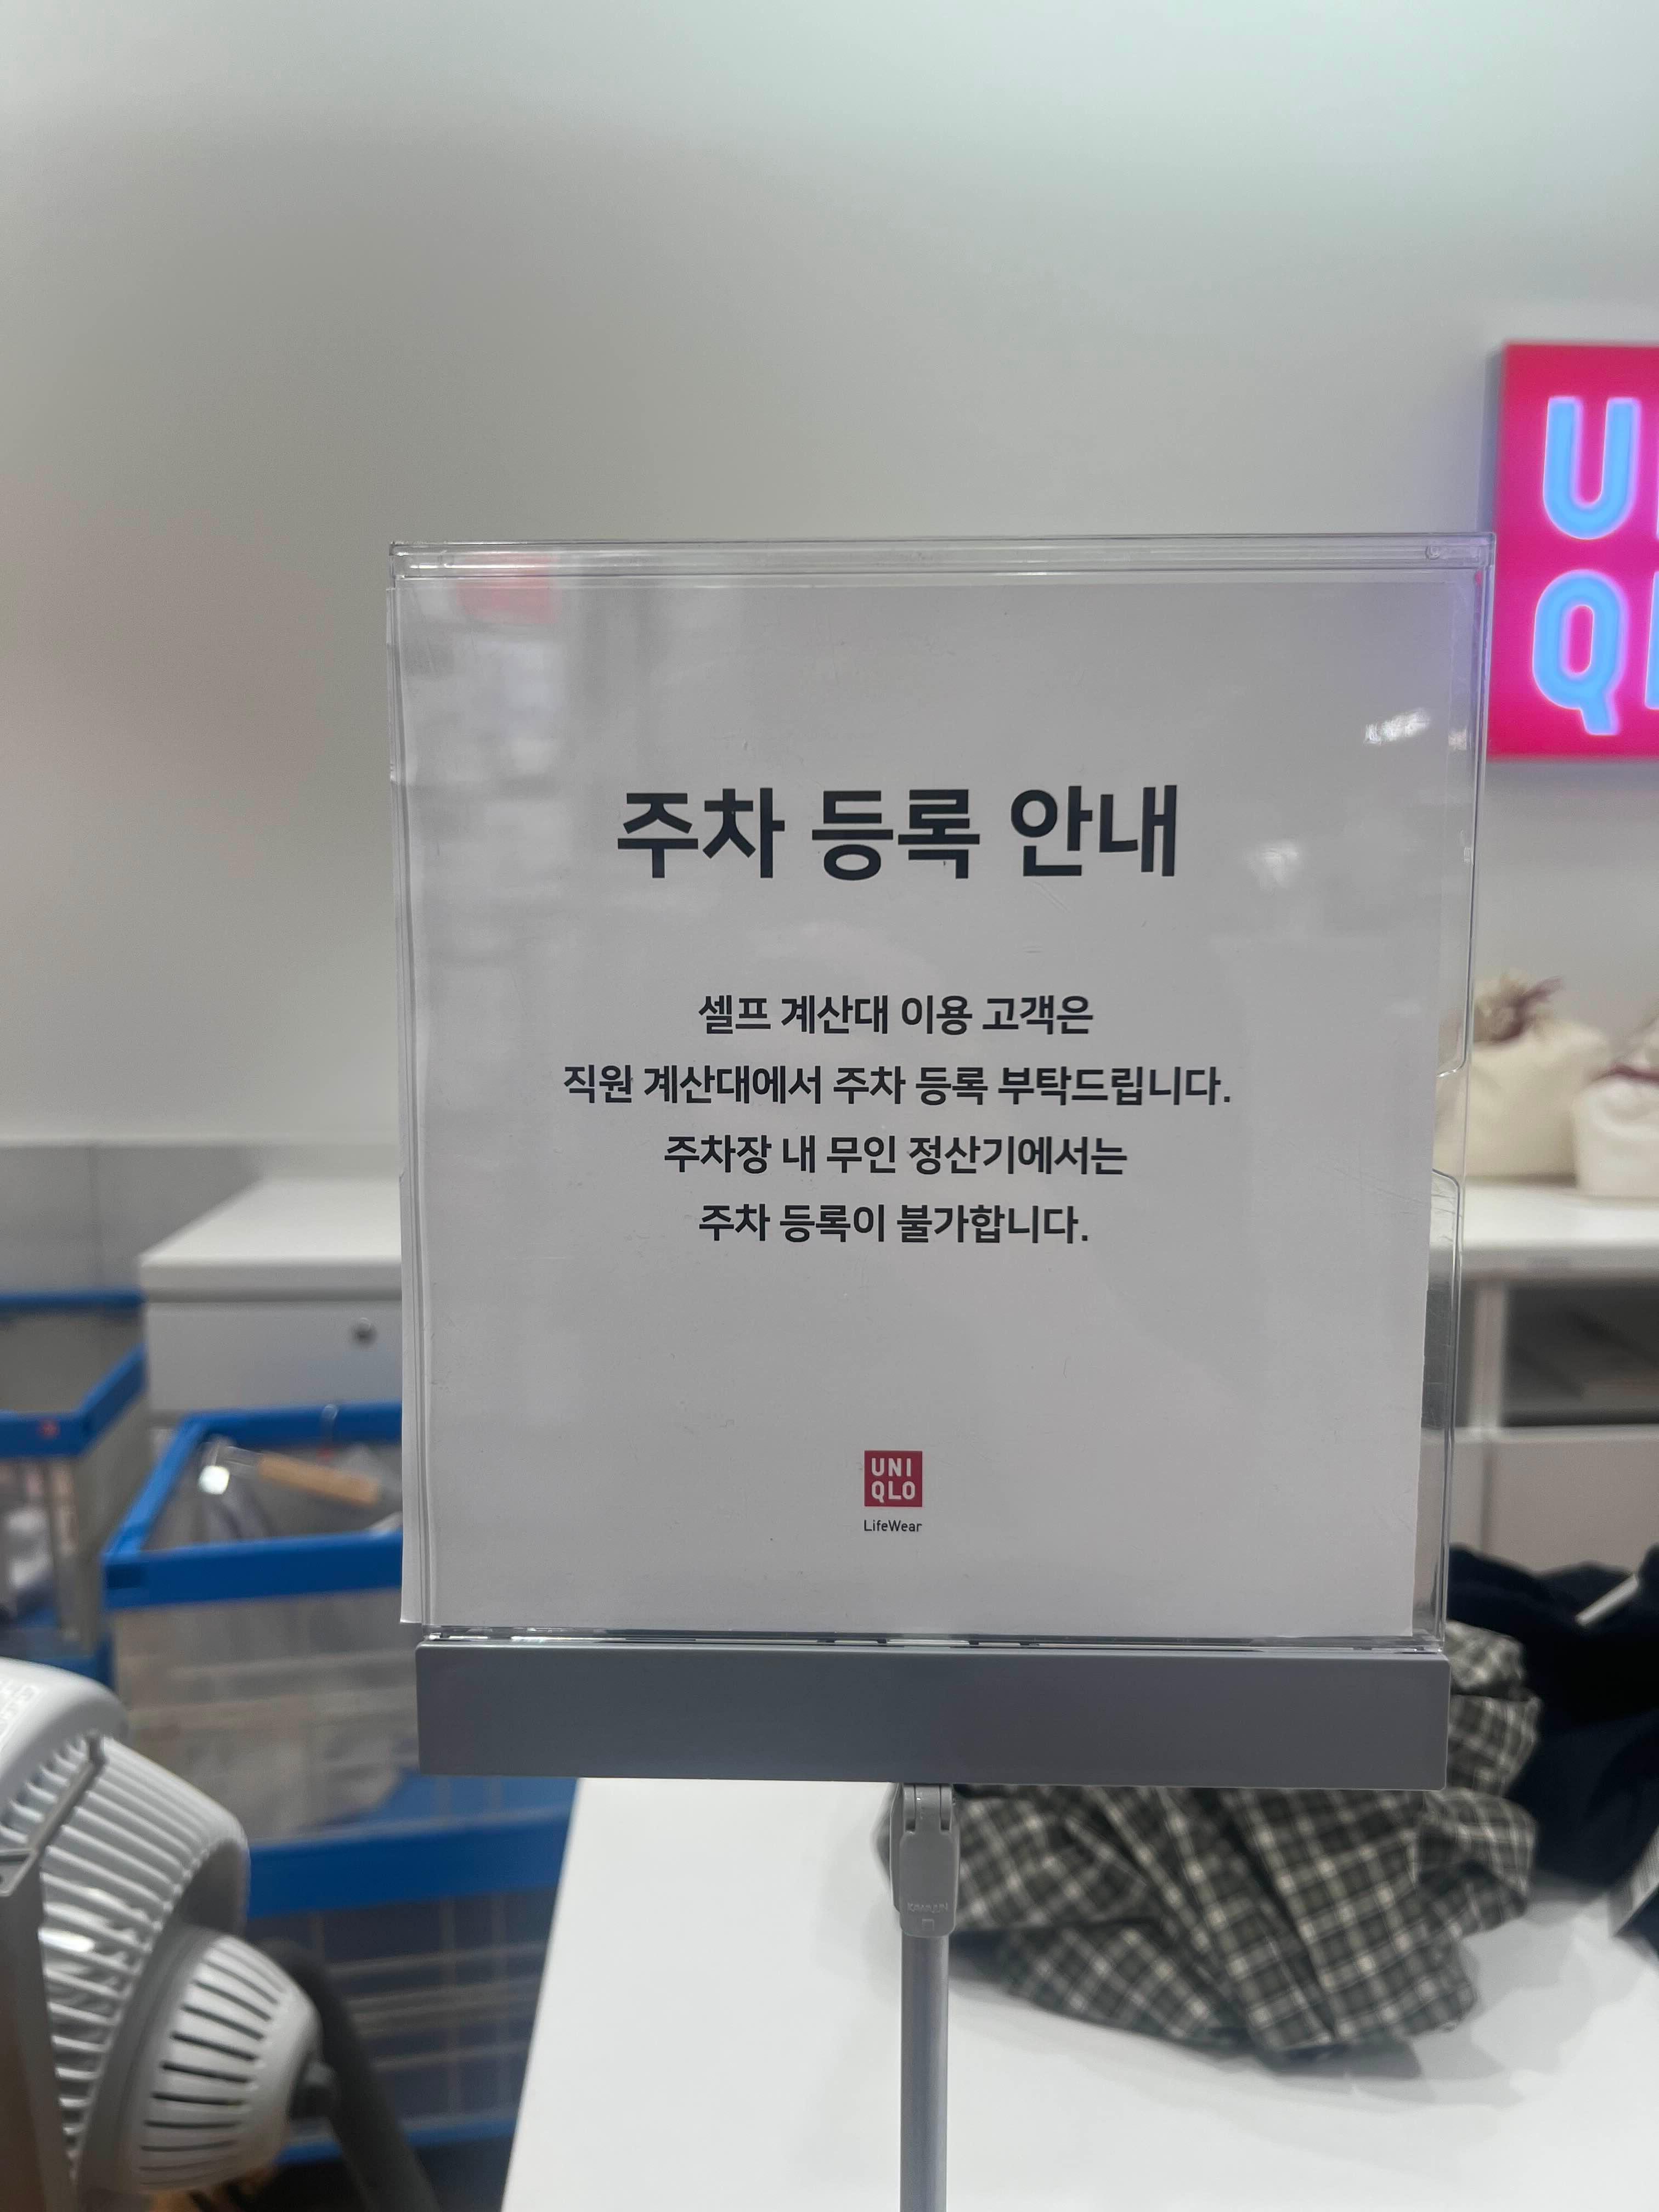 주차 등록 안내
셀프 계산대 이용 고객은
직원 계산대에서 주차 등록 부탁드립니다.
주차장 내 무인 정산기에서는
주차 등록이 불가합니다.
UNI
QLO
LifeWear
U
Q